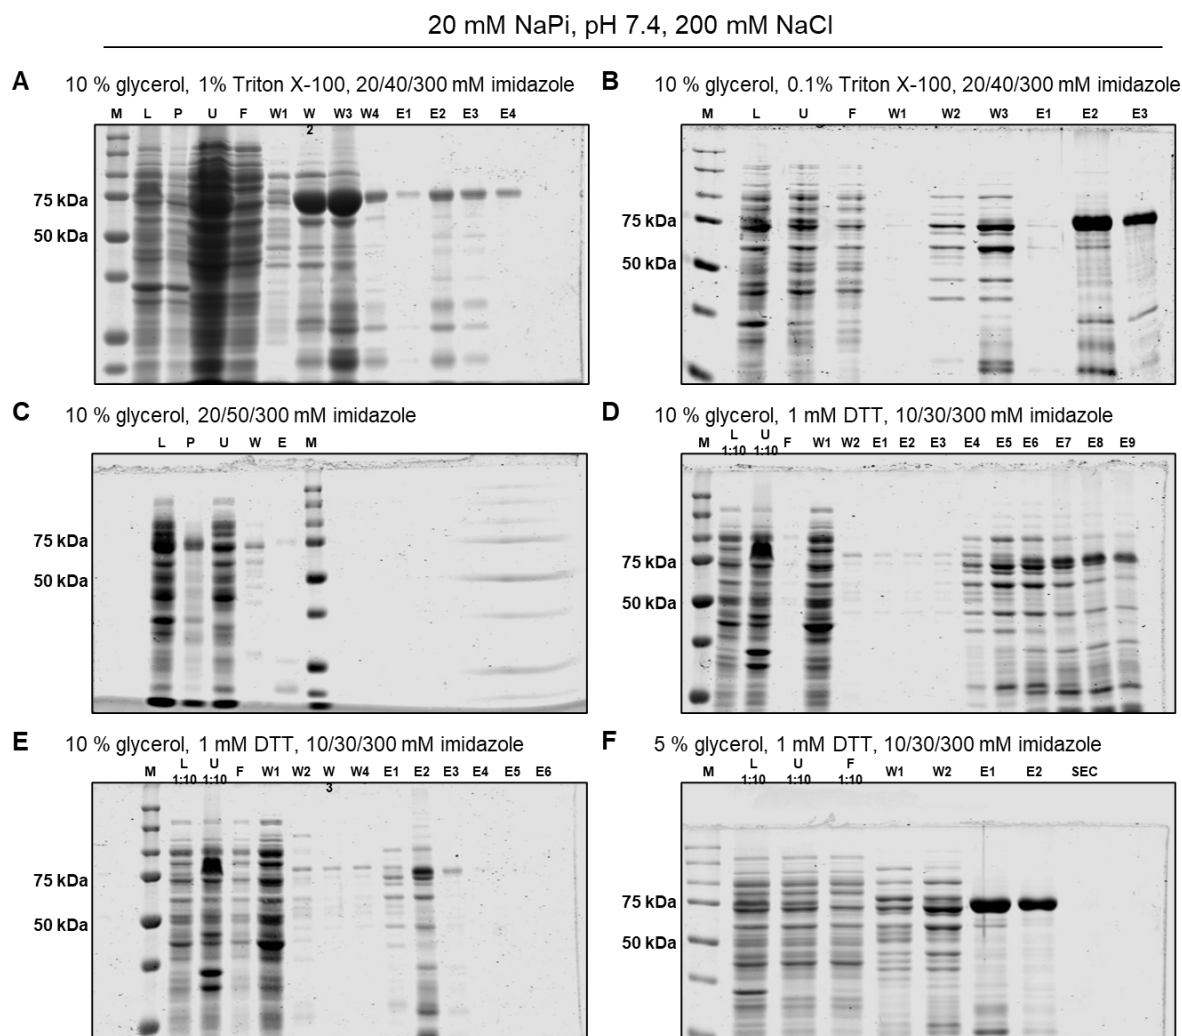 20 mM NaPi, pH 7.4, 200 mM NaCl
A 10 % glycerol, 1% Triton X-100, 20/40/300 mM imidazole
M L P U F W1 W2 W3 W4 E1 E2 E3 E4
75 kDa
50 kDa
B 10 % glycerol, 0.1% Triton X-100, 20/40/300 mM imidazole
M L U F W1 W2 W3 E1 E2 E3
75 kDa
50 kDa
C 10 % glycerol, 20/50/300 mM imidazole
L P U W E M
75 kDa
50 kDa
D 10 % glycerol, 1 mM DTT, 10/30/300 mM imidazole
M L 1:10 U 1:10 F W1 W2 E1 E2 E3 E4 E5 E6 E7 E8 E9
75 kDa
50 kDa
E 10 % glycerol, 1 mM DTT, 10/30/300 mM imidazole
M L 1:10 U 1:10 F W1 W2 W3 W4 E1 E2 E3 E4 E5 E6
75 kDa
50 kDa
F 5 % glycerol, 1 mM DTT, 10/30/300 mM imidazole
M L 1:10 U 1:10 F 1:10 W1 W2 E1 E2 SEC
75 kDa
50 kDa